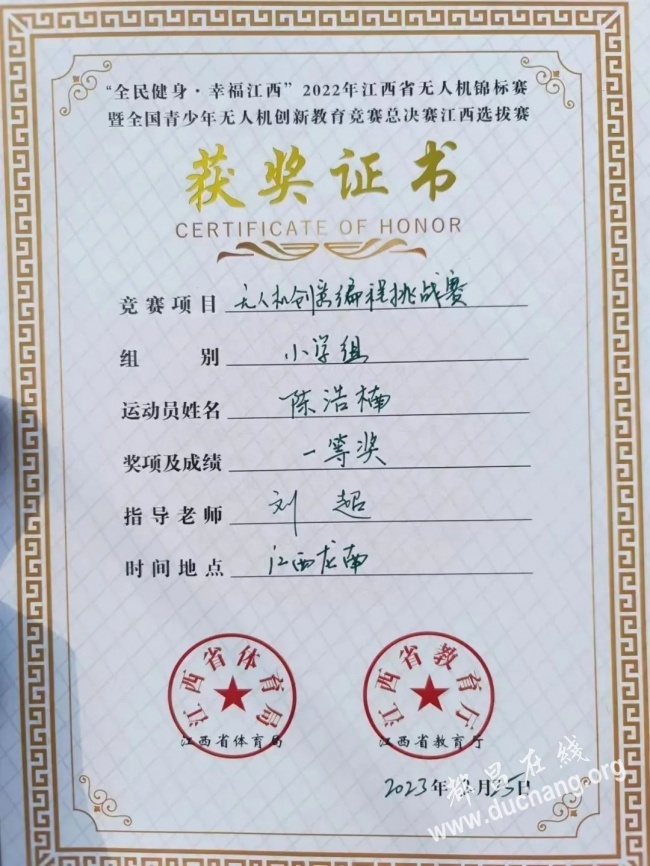 “全民健身·幸福江西”2022年江西省无人机锦标赛
暨全国青少年无人机创新教育竞赛总决赛江西选拔赛
获奖证书
CERTIFICATE OF HONOR
竞赛项目 无人机创意编程挑战赛
组别 小学组
运动员姓名 陈浩楠
奖项及成绩 一等奖
指导老师 刘超
时间地点 江西龙南
江西省体育局
江西省教育厅
江西省体育局
江西省教育厅
2023年 月25日
都昌在线
www.duchang.org